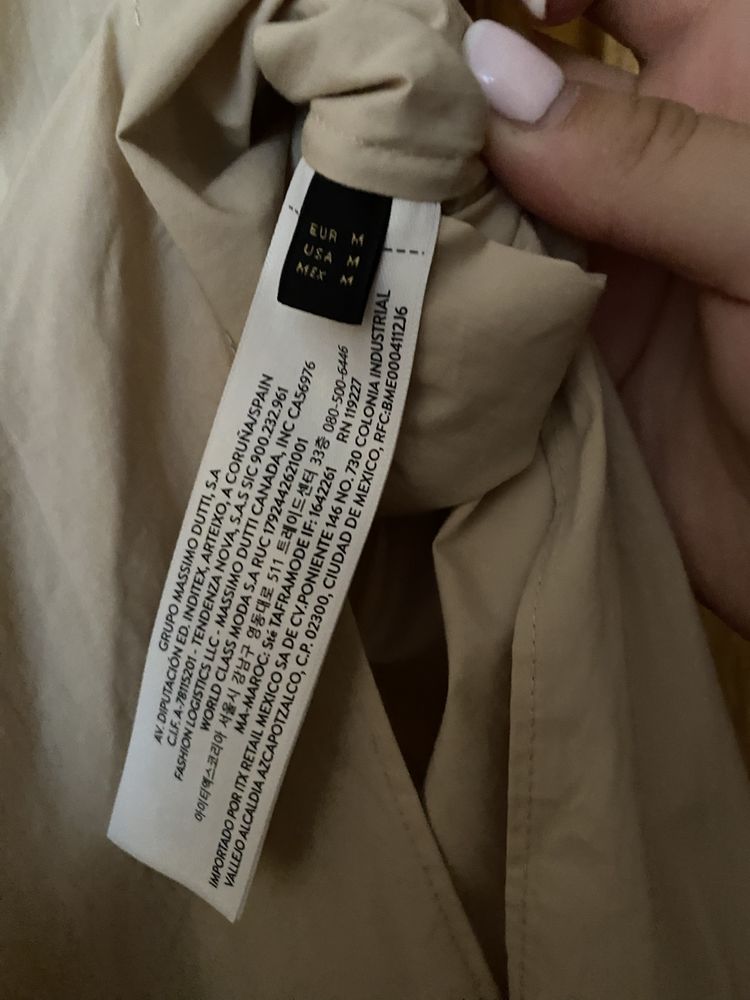 EUR M
USA M
MEX M
GRUPO MASSIMO DUTTI, S.A
AV. DIPUTACIÓN ED. INDITEX, ARTEIXO, A CORUÑA/SPAIN
C.I.F. A-78115201 - TENDENZA NOVA, S.A.S SIC 900.232.961
FASHION LOGISTICS LLC - MASSIMO DUTTI CANADA, INC CA56976
WORLD CLASS MODA S.A RUC 1792442621001
아이티엑스코리아 서울시 강남구 영동대로 511 트레이드센터 33층 080-500-6446
MA-MAROC: Sté TAFRAMODE IF: 1642261 RN 119227
IMPORTADO POR ITX RETAIL MEXICO SA DE CV.PONIENTE 146 NO. 730 COLONIA INDUSTRIAL
VALLEJO ALCALDIA AZCAPOTZALCO, C.P. 02300, CIUDAD DE MEXICO, RFC:BME0004112J6